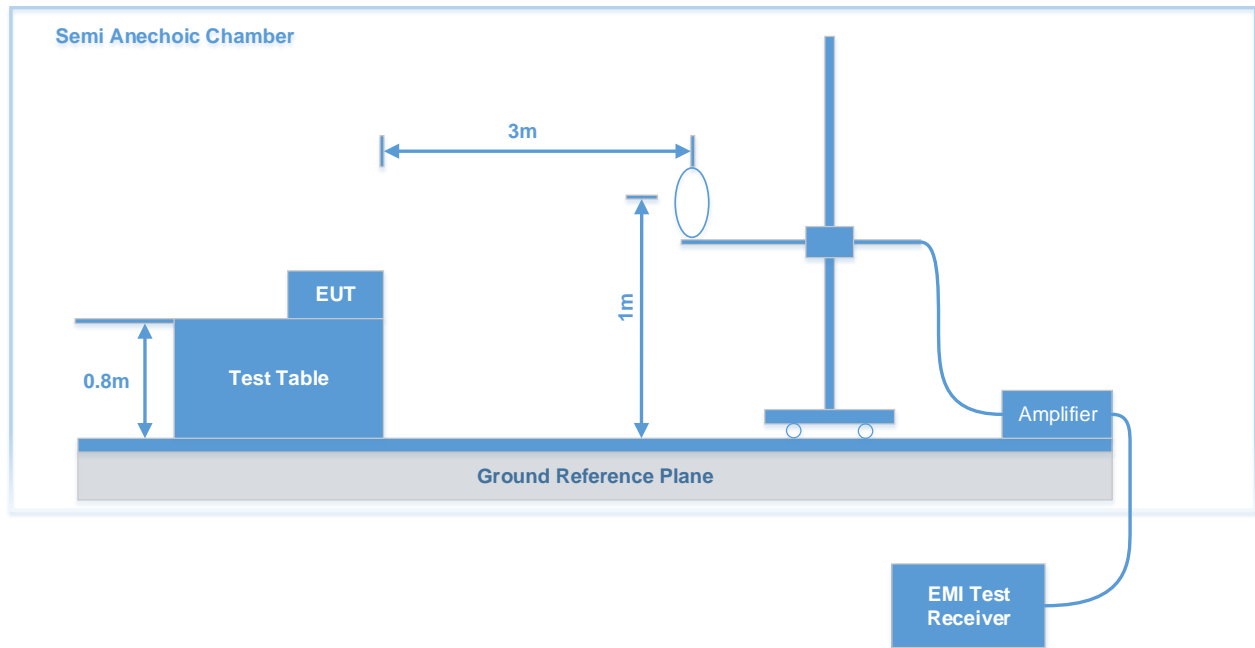 Semi Anechoic Chamber
3m
EUT
1m
0.8m
Test Table
Amplifier
Ground Reference Plane
EMI Test
Receiver